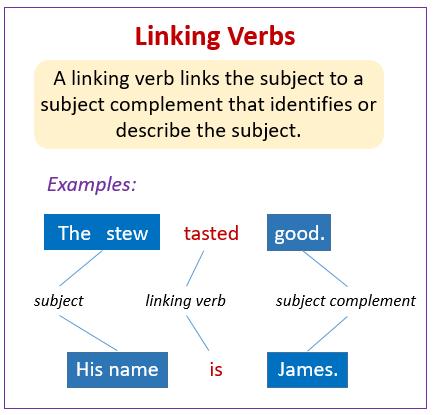 Linking Verbs
A linking verb links the subject to a
subject complement that identifies or
describe the subject.
Examples:
The stew tasted good.
subject linking verb subject complement
His name is James.